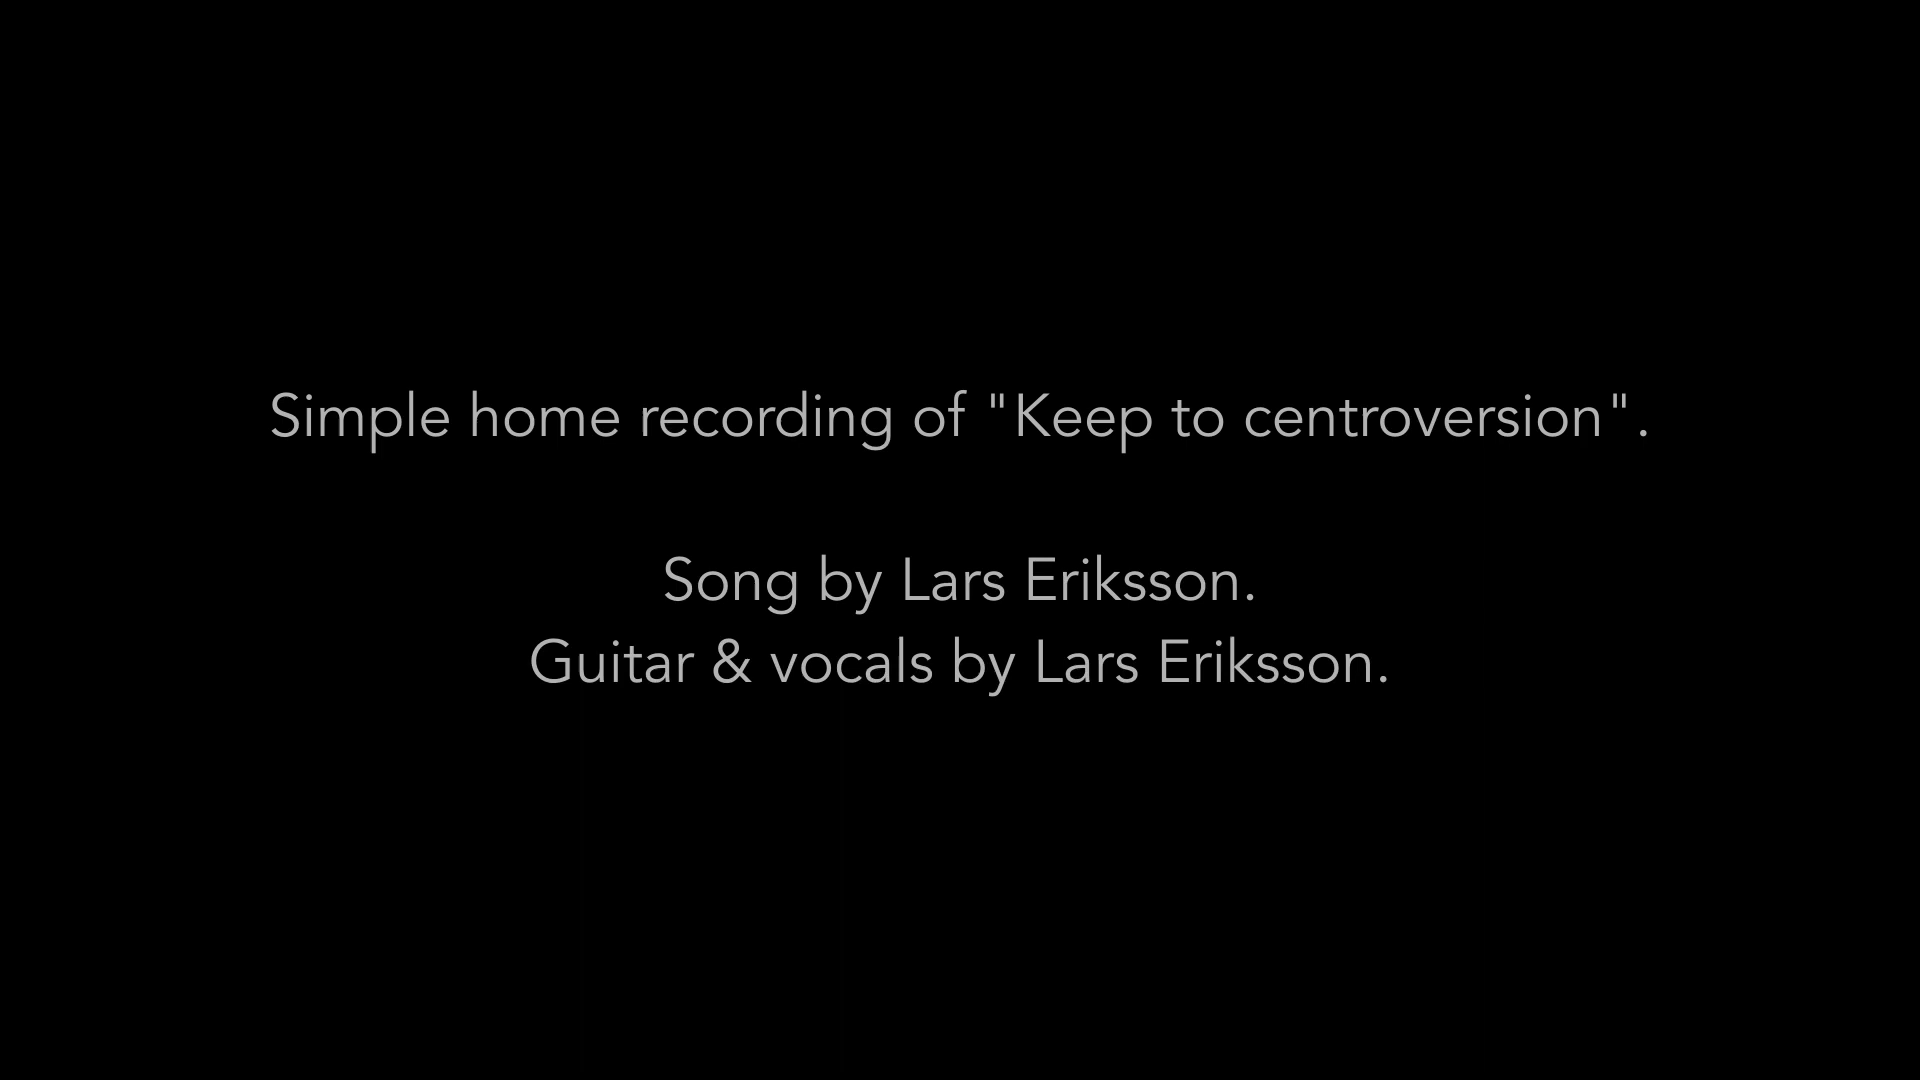 Simple home recording of "Keep to centroversion".
Song by Lars Eriksson.
Guitar & vocals by Lars Eriksson.